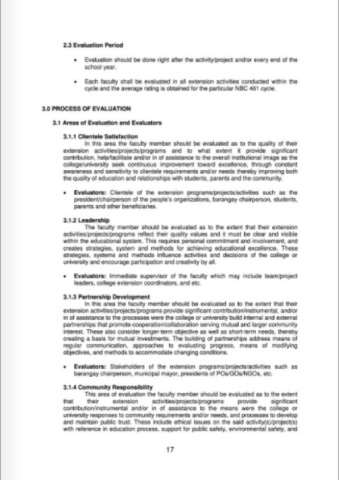 2.3 Evaluation Period
• Evaluation should be done right after the activity/project and/or every end of the
school year.
• Each faculty shall be evaluated in all extension activities conducted within the
cycle and the average rating is obtained for the particular NBC 461 cycle.
3.0 PROCESS OF EVALUATION
3.1 Areas of Evaluation and Evaluators
3.1.1 Clientele Satisfaction
In this area the faculty member should be evaluated as to the quality of their
extension activities/projects/programs and to what extent it provide significant
contribution, help/facilitate and/or in of assistance to the overall institutional image as the
college/university seek continuous improvement toward excellence, through constant
awareness and sensitivity to clientele requirements and/or needs thereby improving both
the quality of education and relationships with students, parents and the community.
• Evaluators: Clientele of the extension programs/projects/activities such as the
president/chairperson of the people's organizations, barangay chairperson, students,
parents and other beneficiaries.
3.1.2 Leadership
The faculty member should be evaluated as to the extent that their extension
activities/projects/programs reflect their quality values and it must be clear and visible
within the educational system. This requires personal commitment and involvement, and
creates strategies, system and methods for achieving educational excellence. These
strategies, systems and methods influence activities and decisions of the college or
university and encourage participation and creativity by all.
• Evaluators: Immediate supervisor of the faculty which may include team/project
leaders, college extension coordinators, and etc.
3.1.3 Partnership Development
In this area the faculty member should be evaluated as to the extent that their
extension activities/projects/programs provide significant contribution/instrumental, and/or
in of assistance to the processes were the college or university build internal and external
partnerships that promote cooperation/collaboration serving mutual and larger community
interest. These also consider longer-term objective as well as short-term needs, thereby
creating a basis for mutual investments. The building of partnerships address means of
regular communication, approaches to evaluating progress, means of modifying
objectives, and methods to accommodate changing conditions.
• Evaluators: Stakeholders of the extension programs/projects/activities such as
barangay chairperson, municipal mayor, presidents of POs/GOs/NGOs, etc.
3.1.4 Community Responsibility
This area of evaluation the faculty member should be evaluated as to the extent
that their extension activities/projects/programs provide significant
contribution/instrumental and/or in of assistance to the means were the college or
university responses to community requirements and/or needs, and processes to develop
and maintain public trust. These include ethical issues on the said activity(s)/project(s)
with reference in education process, support for public safety, environmental safety, and
17